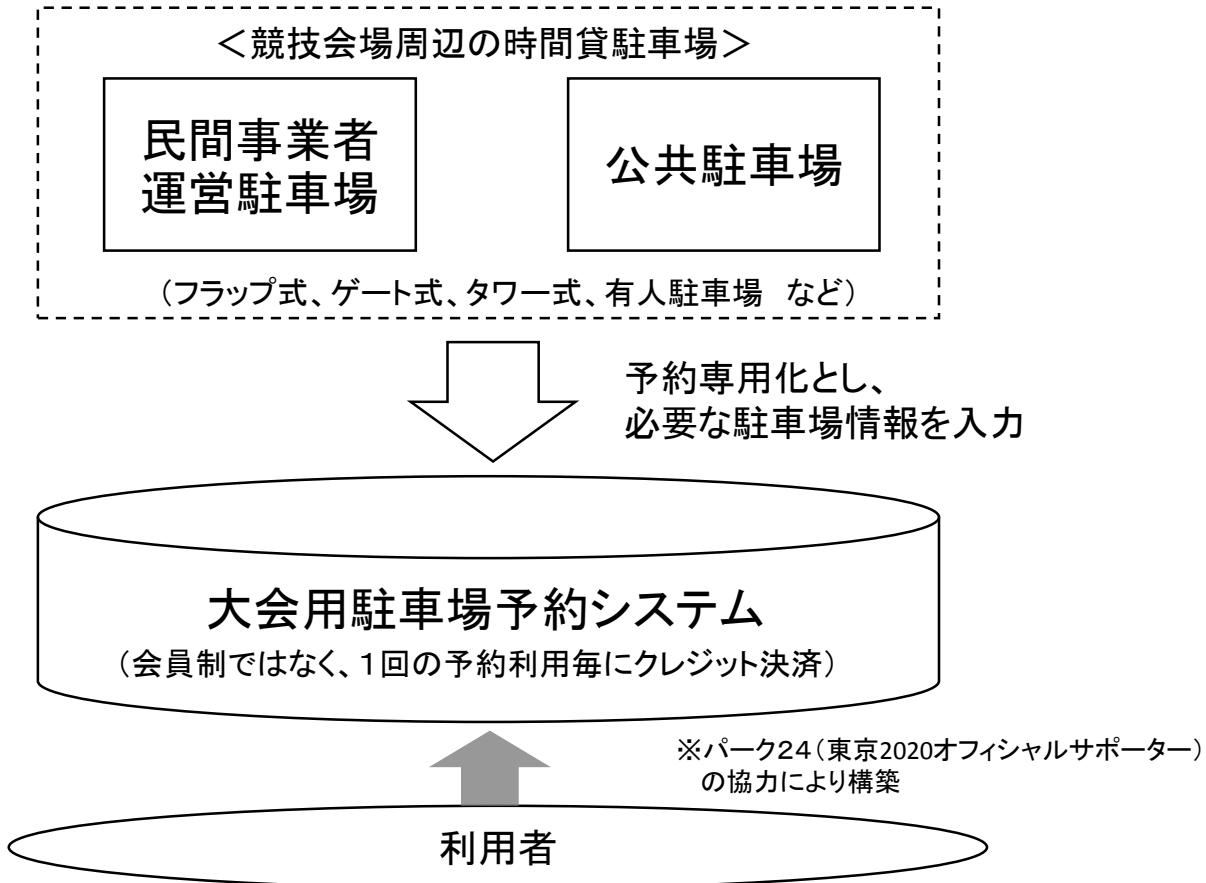 ＜競技会場周辺の時間貸駐車場＞
民間事業者
運営駐車場
公共駐車場
（フラップ式、ゲート式、タワー式、有人駐車場　など）
予約専用化とし、
必要な駐車場情報を入力
大会用駐車場予約システム
（会員制ではなく、１回の予約利用毎にクレジット決済）
※パーク２４（東京2020オフィシャルサポーター）
の協力により構築
利用者